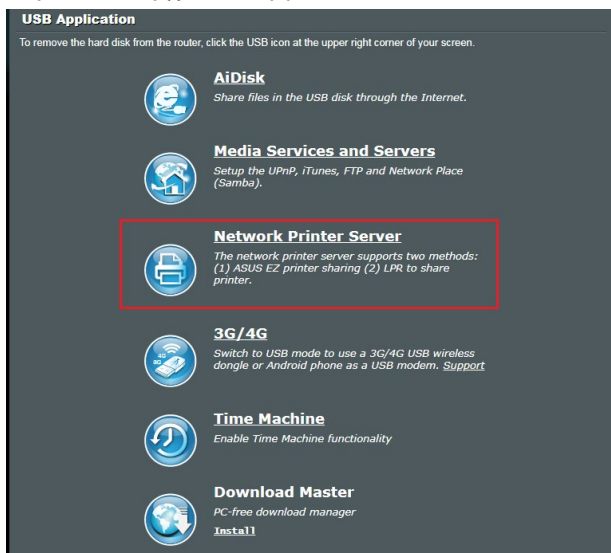 USB Application
To remove the hard disk from the router, click the USB icon at the upper right corner of your screen.
AiDisk
Share files in the USB disk through the Internet.
Media Services and Servers
Setup the UPnP, iTunes, FTP and Network Place
(Samba).
Network Printer Server
The network printer server supports two methods:
(1) ASUS EZ printer sharing (2) LPR to share
printer.
3G/4G
4G
3G
Switch to USB mode to use a 3G/4G USB wireless
dongle or Android phone as a USB modem. Support
Time Machine
Enable Time Machine functionality
Download Master
PC-free download manager
Install